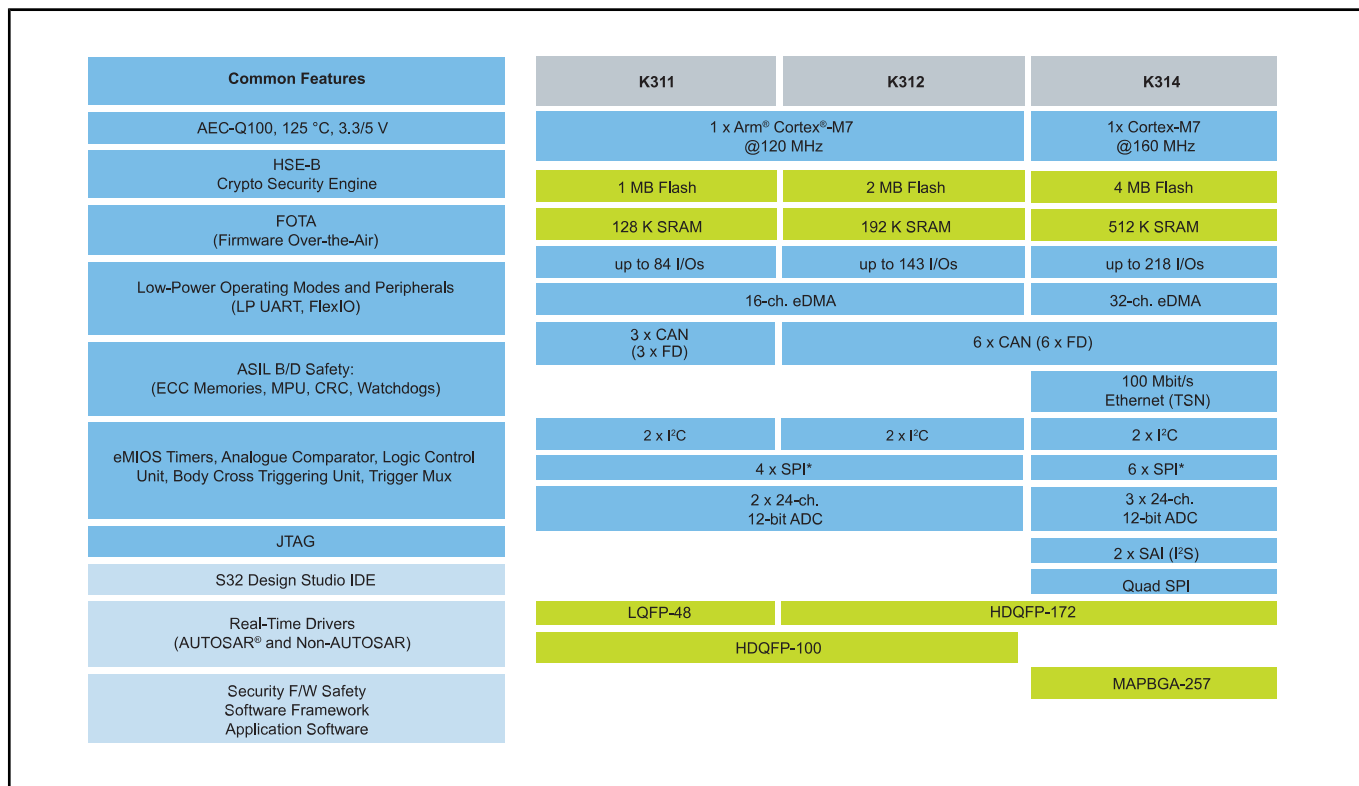 Common Features
AEC-Q100, 125 °C, 3.3/5 V
HSE-B
Crypto Security Engine
FOTA
(Firmware Over-the-Air)
Low-Power Operating Modes and Peripherals
(LP UART, FlexIO)
ASIL B/D Safety:
(ECC Memories, MPU, CRC, Watchdogs)
eMIOS Timers, Analogue Comparator, Logic Control
Unit, Body Cross Triggering Unit, Trigger Mux
JTAG
S32 Design Studio IDE
Real-Time Drivers
(AUTOSAR® and Non-AUTOSAR)
Security F/W Safety
Software Framework
Application Software
K311 K312 K314
1 x Arm® Cortex®-M7
@120 MHz
1x Cortex-M7
@160 MHz
1 MB Flash 2 MB Flash 4 MB Flash
128 K SRAM 192 K SRAM 512 K SRAM
up to 84 I/Os up to 143 I/Os up to 218 I/Os
16-ch. eDMA 32-ch. eDMA
3 x CAN
(3 x FD)
6 x CAN (6 x FD)
100 Mbit/s
Ethernet (TSN)
2 x I²C 2 x I²C 2 x I²C
4 x SPI* 6 x SPI*
2 x 24-ch.
12-bit ADC
3 x 24-ch.
12-bit ADC
2 x SAI (I²S)
Quad SPI
LQFP-48 HDQFP-172
HDQFP-100
MAPBGA-257